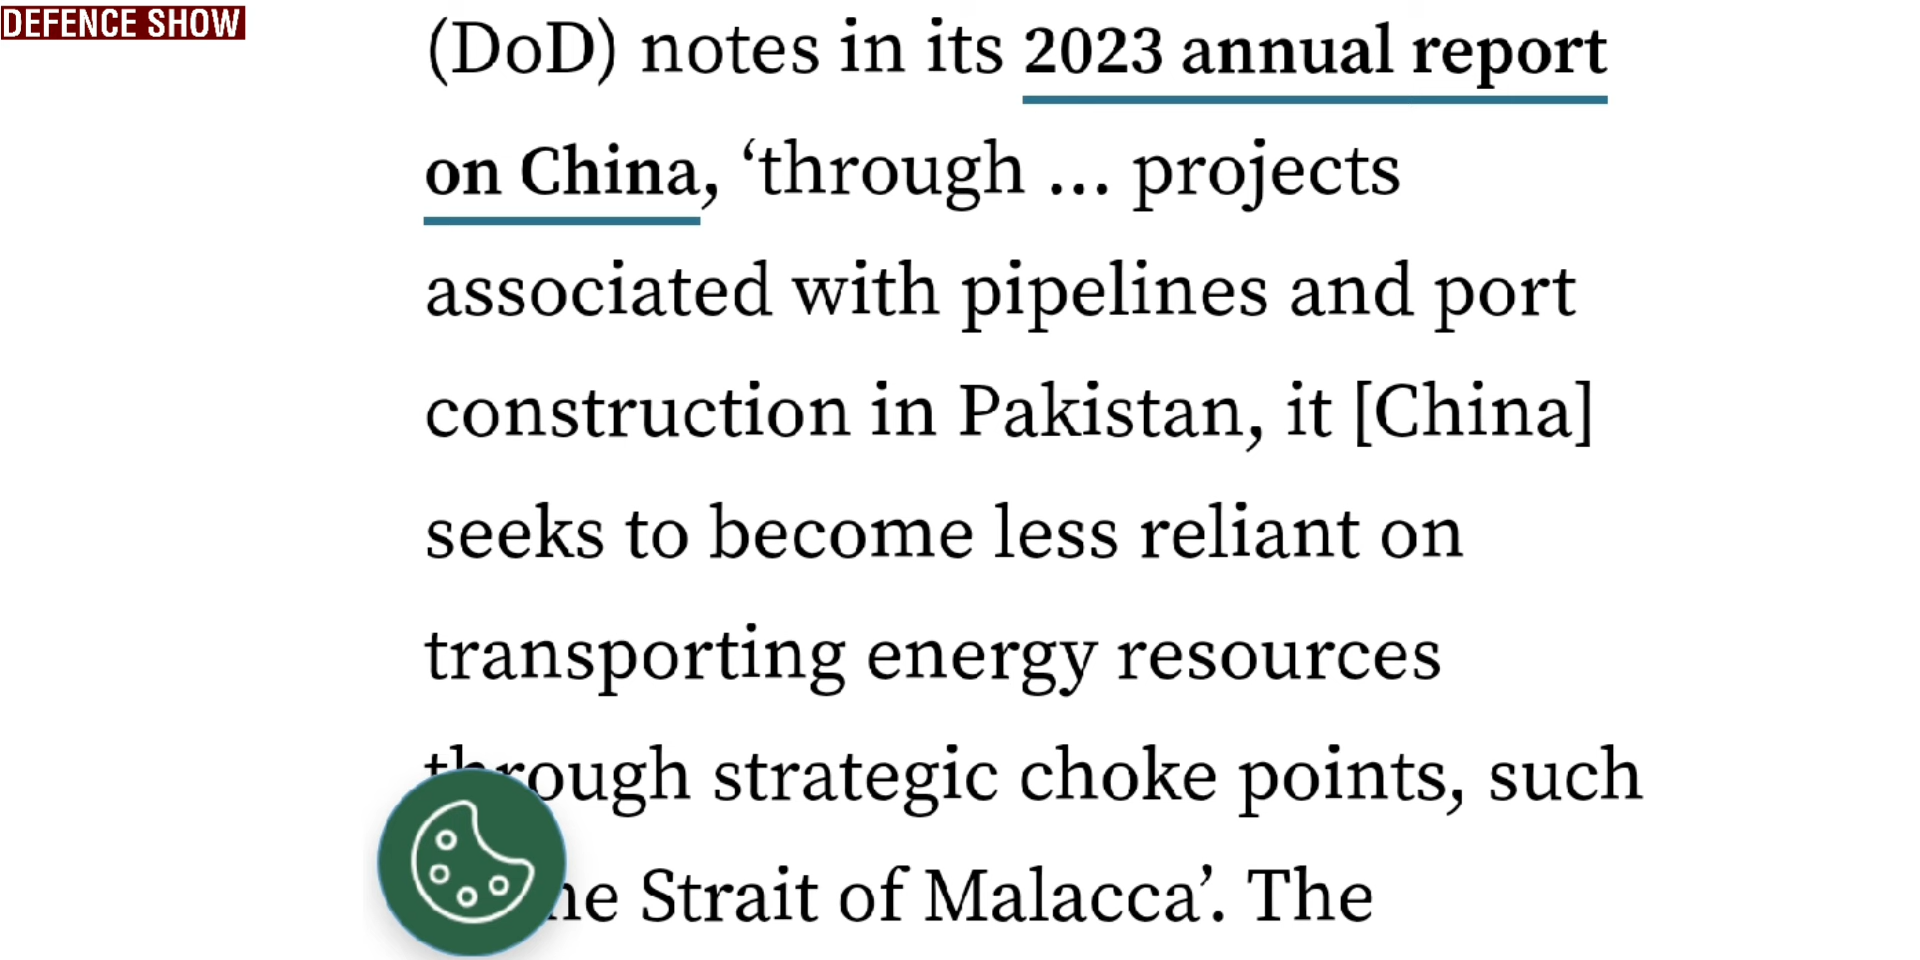 DEFENCE SHOW
(DoD) notes in its 2023 annual report
on China, ‘through ... projects
associated with pipelines and port
construction in Pakistan, it [China]
seeks to become less reliant on
transporting energy resources
through strategic choke points, such
Strait of Malacca’. The